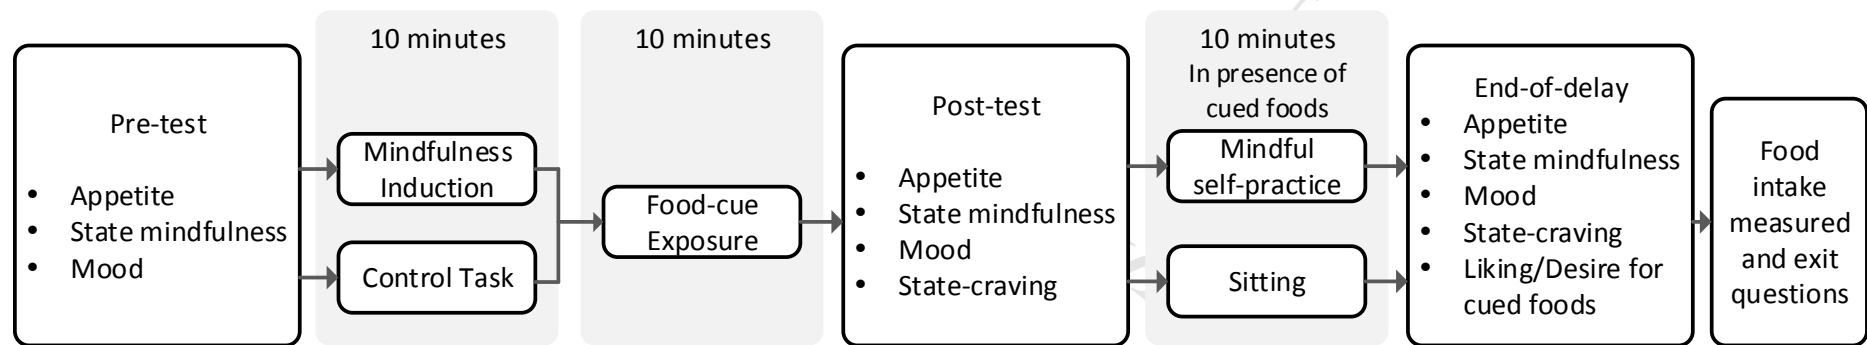 Pre-test
• Appetite
• State mindfulness
• Mood
10 minutes
Mindfulness
Induction
Control Task
10 minutes
Food-cue
Exposure
Post-test
• Appetite
• State mindfulness
• Mood
• State-craving
10 minutes
In presence of
cued foods
Mindful
self-practice
Sitting
End-of-delay
• Appetite
• State mindfulness
• Mood
• State-craving
• Liking/Desire for
cued foods
Food
intake
measured
and exit
questions